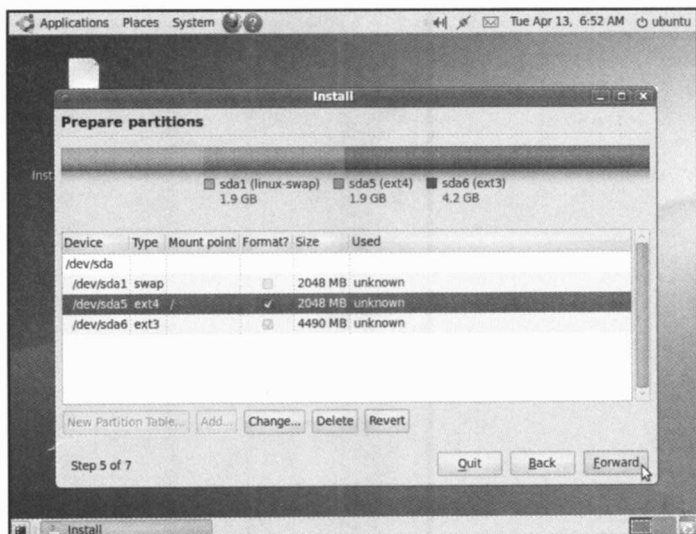 Applications Places System Tue Apr 13, 6:52 AM ubuntu
Install
Prepare partitions
Inst
sda1 (linux-swap) sda5 (ext4) sda6 (ext3)
1.9 GB 1.9 GB 4.2 GB
Device Type Mount point Format? Size Used
/dev/sda
/dev/sda1 swap 2048 MB unknown
/dev/sda5 ext4 / 2048 MB unknown
/dev/sda6 ext3 4490 MB unknown
New Partition Table... Add... Change... Delete Revert
Step 5 of 7 Quit Back Forward
Install